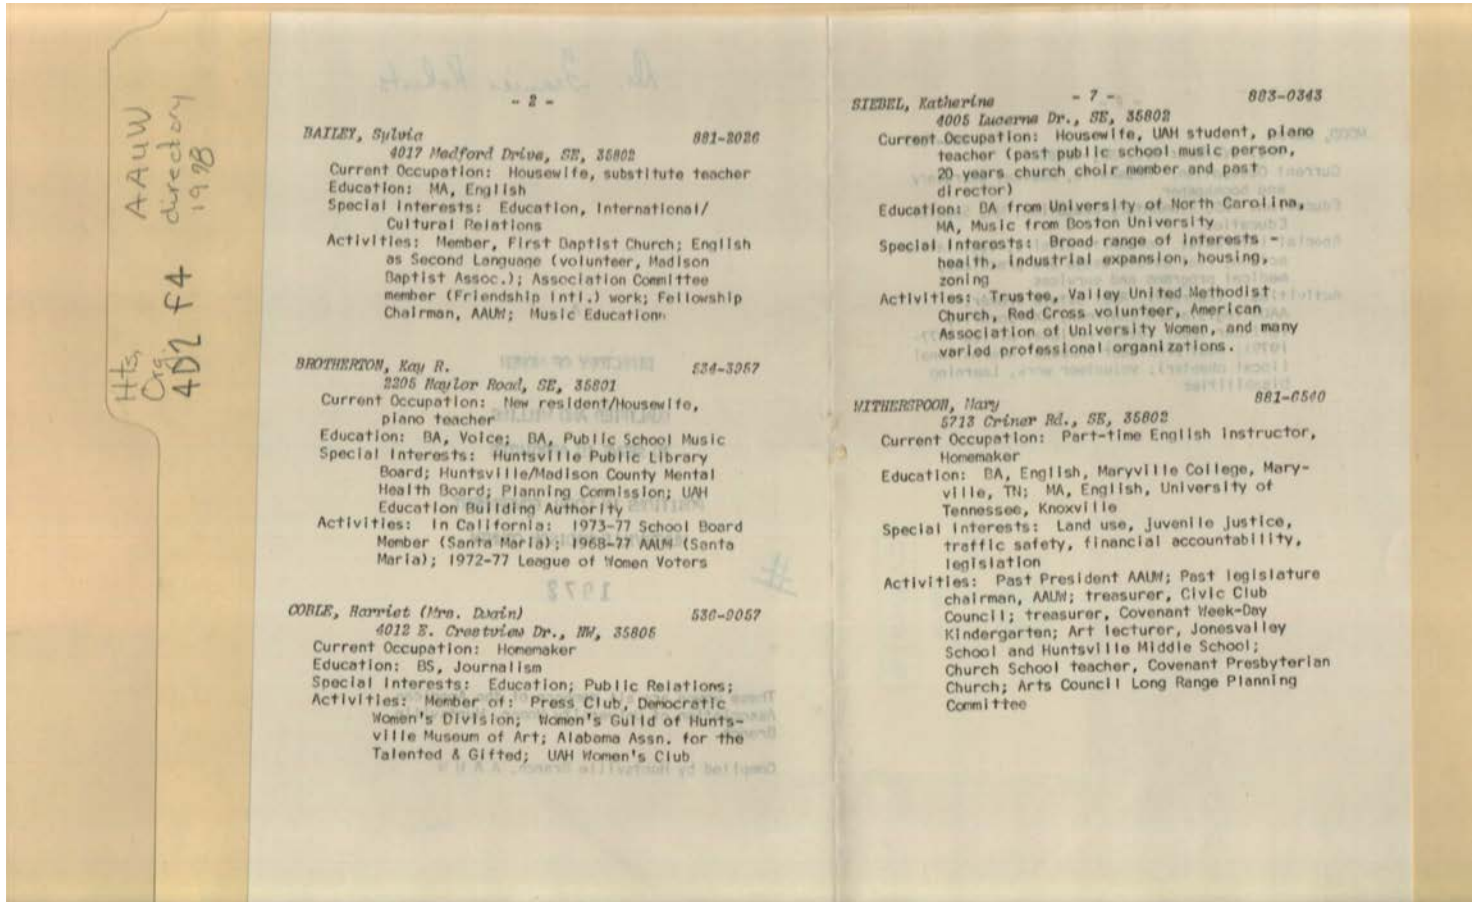 Hts, AAUW
Org directory
4D2 f4 1978
- 2 -
BAILEY, Sylvia 881-2026
4017 Medford Drive, SE, 35802
Current Occupation: Housewife, substitute teacher
Education: MA, English
Special Interests: Education, International/
Cultural Relations
Activities: Member, First Baptist Church; English
as Second Language (volunteer, Madison
Baptist Assoc.); Association Committee
member (Friendship Intl.) work; Fellowship
Chairman, AAUW; Music Education
BROTHERTON, Kay R. 534-3957
2205 Naylor Road, SE, 35801
Current Occupation: New resident/Housewife,
piano teacher
Education: BA, Voice; BA, Public School Music
Special Interests: Huntsville Public Library
Board; Huntsville/Madison County Mental
Health Board; Planning Commission; UAH
Education Building Authority
Activities: In California: 1973-77 School Board
Member (Santa Maria); 1968-77 AAUW (Santa
Maria); 1972-77 League of Women Voters
COBLE, Harriet (Mrs. Dwain) 536-9057
4012 E. Crestview Dr., NW, 35805
Current Occupation: Homemaker
Education: BS, Journalism
Special Interests: Education; Public Relations;
Activities: Member of: Press Club, Democratic
Women's Division; Women's Guild of Hunts-
ville Museum of Art; Alabama Assn. for the
Talented & Gifted; UAH Women's Club
- 7 -
SIEBEL, Katherine 883-0343
4005 Lucerne Dr., SE, 35802
Current Occupation: Housewife, UAH student, piano
teacher (past public school music person,
20 years church choir member and past
director)
Education: BA from University of North Carolina,
MA, Music from Boston University
Special Interests: Broad range of interests -
health, industrial expansion, housing,
zoning
Activities: Trustee, Valley United Methodist
Church, Red Cross volunteer, American
Association of University Women, and many
varied professional organizations.
WITHERSPOON, Mary 881-6540
5713 Criner Rd., SE, 35802
Current Occupation: Part-time English instructor,
Homemaker
Education: BA, English, Maryville College, Mary-
ville, TN; MA, English, University of
Tennessee, Knoxville
Special Interests: Land use, juvenile justice,
traffic safety, financial accountability,
legislation
Activities: Past President AAUW; Past legislature
chairman, AAUW; treasurer, Civic Club
Council; treasurer, Covenant Week-Day
Kindergarten; Art lecturer, Jonesvalley
School and Huntsville Middle School;
Church School teacher, Covenant Presbyterian
Church; Arts Council Long Range Planning
Committee